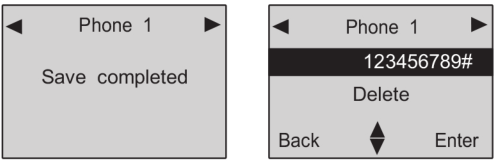 Phone 1
Save completed
Phone 1
123456789#
Delete
Back Enter